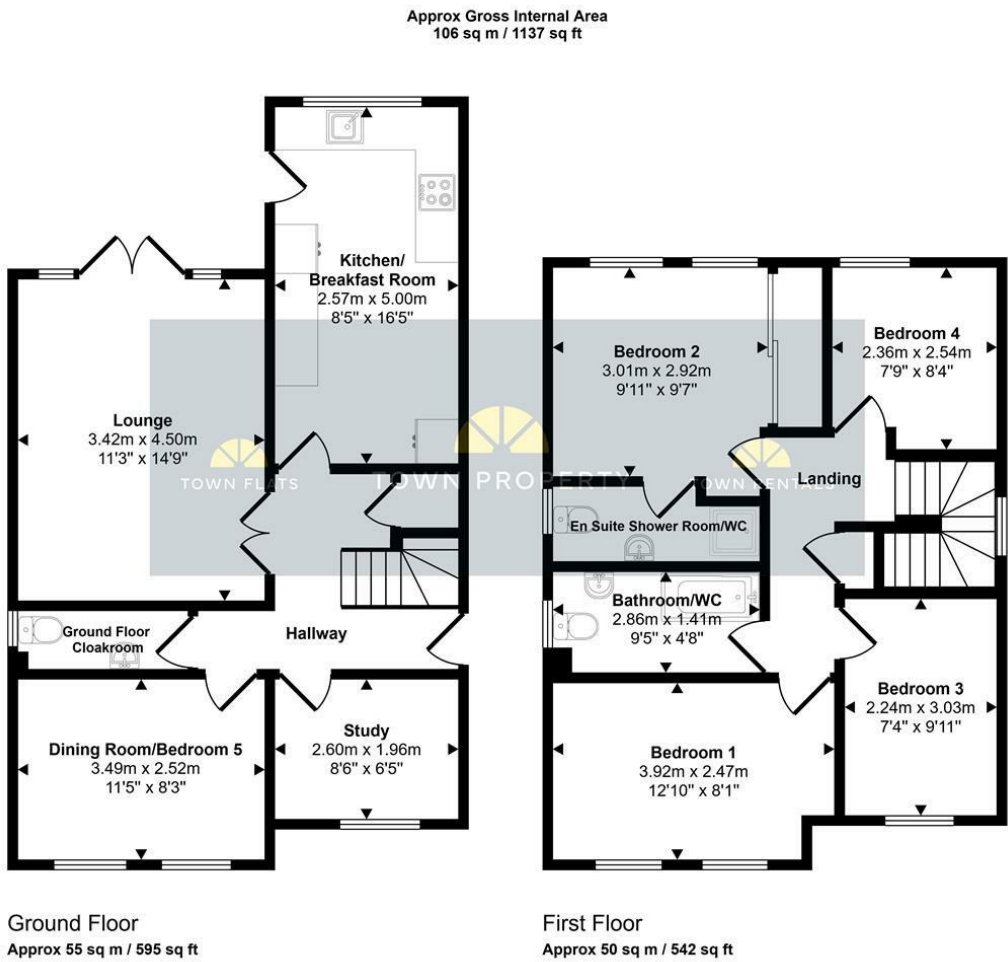 Approx Gross Internal Area
106 sq m / 1137 sq ft
Kitchen/
Breakfast Room
2.57m x 5.00m
8'5" x 16'5"
Lounge
3.42m x 4.50m
11'3" x 14'9"
Ground Floor
Cloakroom
Hallway
Dining Room/Bedroom 5
3.49m x 2.52m
11'5" x 8'3"
Study
2.60m x 1.96m
8'6" x 6'5"
Bedroom 2
3.01m x 2.92m
9'11" x 9'7"
Bedroom 4
2.36m x 2.54m
7'9" x 8'4"
Landing
En Suite Shower Room/WC
Bathroom/WC
2.86m x 1.41m
9'5" x 4'8"
Bedroom 1
3.92m x 2.47m
12'10" x 8'1"
Bedroom 3
2.24m x 3.03m
7'4" x 9'11"
TOWN FLATS
TOWN PROPERTY
TOWN RENTALS
Ground Floor
Approx 55 sq m / 595 sq ft
First Floor
Approx 50 sq m / 542 sq ft